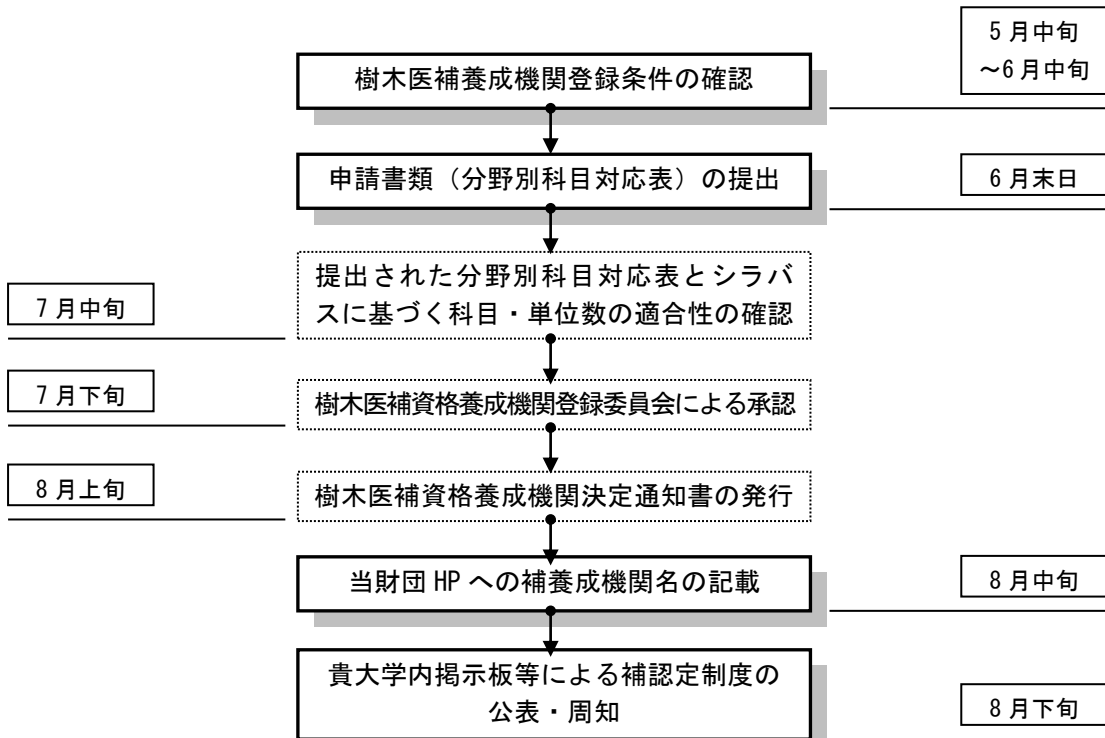 5月中旬
～6月中旬
樹木医補養成機関登録条件の確認
申請書類（分野別科目対応表）の提出
6月末日
提出された分野別科目対応表とシラバ
スに基づく科目・単位数の適合性の確認
7月中旬
7月下旬
樹木医補資格養成機関登録委員会による承認
8月上旬
樹木医補資格養成機関決定通知書の発行
当財団 HP への補養成機関名の記載
8月中旬
貴大学内掲示板等による補認定制度の
公表・周知
8月下旬